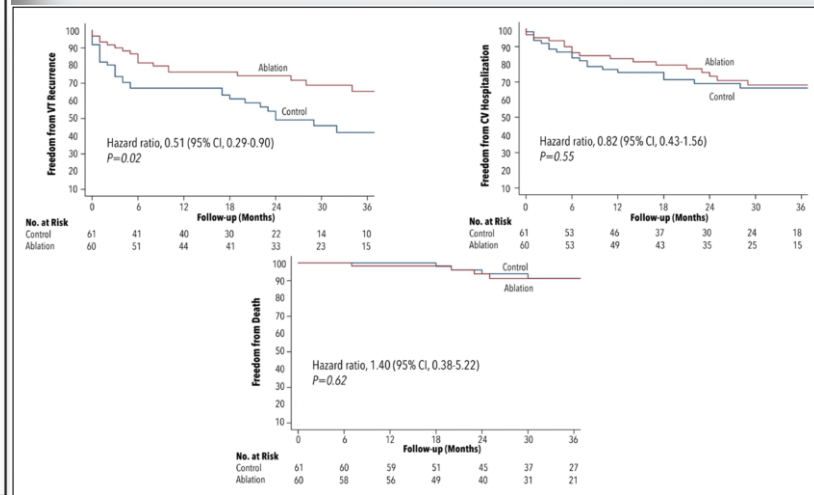 Freedom from VT Recurrence
100
90
80
70
60
50
40
30
20
10
Ablation
Control
Hazard ratio, 0.51 (95% CI, 0.29-0.90)
P=0.02
0 6 12 18 24 28 36
Follow-up (Months)
No. at Risk
Control 61 41 40 30 22 14 10
Ablation 60 51 44 41 33 23 15
Freedom from CV Hospitalization
100
90
80
70
60
50
40
30
20
10
Ablation
Control
Hazard ratio, 0.82 (95% CI, 0.43-1.56)
P=0.55
0 6 12 18 24 30 36
Follow-up (Months)
No. at Risk
Control 61 53 46 37 30 24 18
Ablation 60 53 49 43 35 25 15
Freedom from Death
100
90
80
70
60
50
40
30
20
10
Control
Ablation
Hazard ratio, 1.40 (95% CI, 0.38-5.22)
P=0.62
0 6 12 18 24 30 36
Follow-up (Months)
No. at Risk
Control 61 60 59 51 45 37 27
Ablation 60 58 56 49 40 31 21